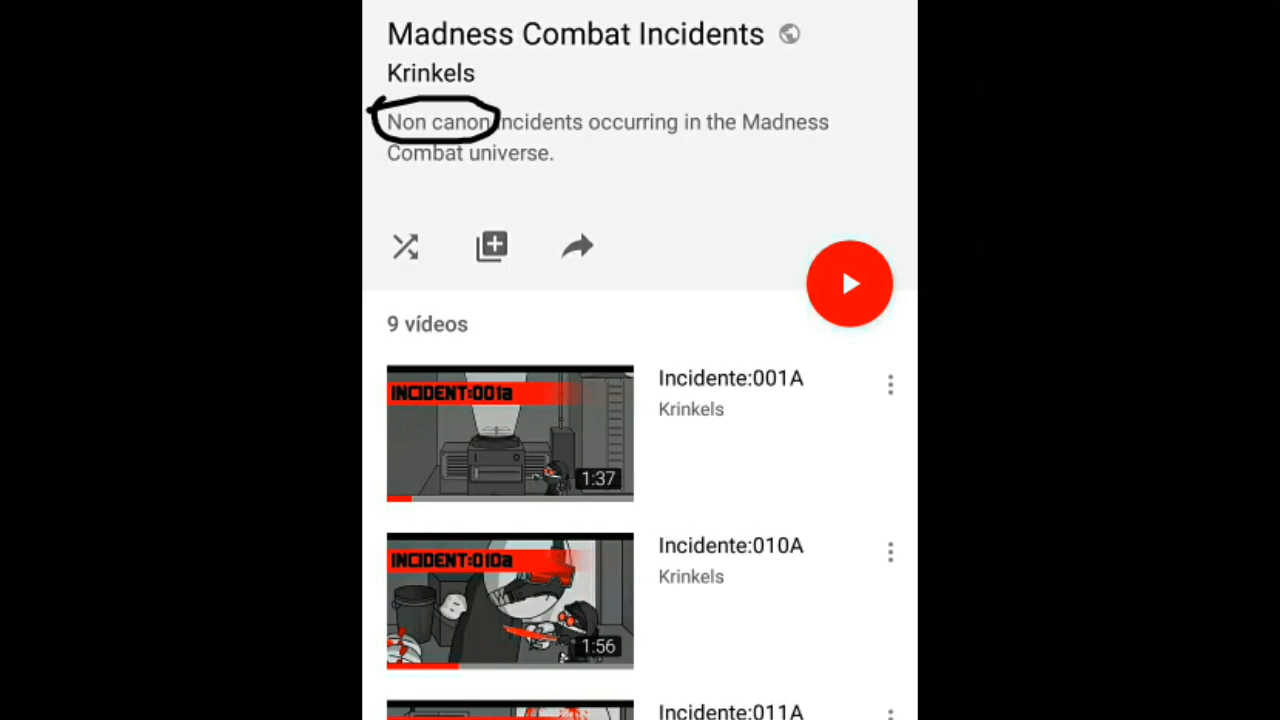 Madness Combat Incidents
Krinkels
Non canon incidents occurring in the Madness
Combat universe.
9 vídeos
INCIDENT:001a
1:37
Incidente:001A
Krinkels
INCIDENT:010a
1:56
Incidente:010A
Krinkels
Incidente:011A